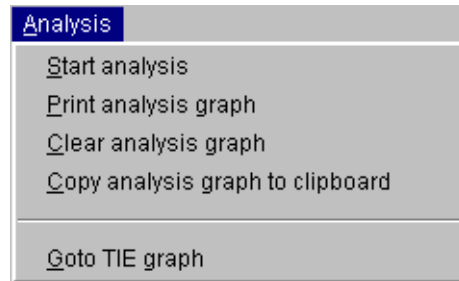 Analysis
Start analysis
Print analysis graph
Clear analysis graph
Copy analysis graph to clipboard
Goto TIE graph